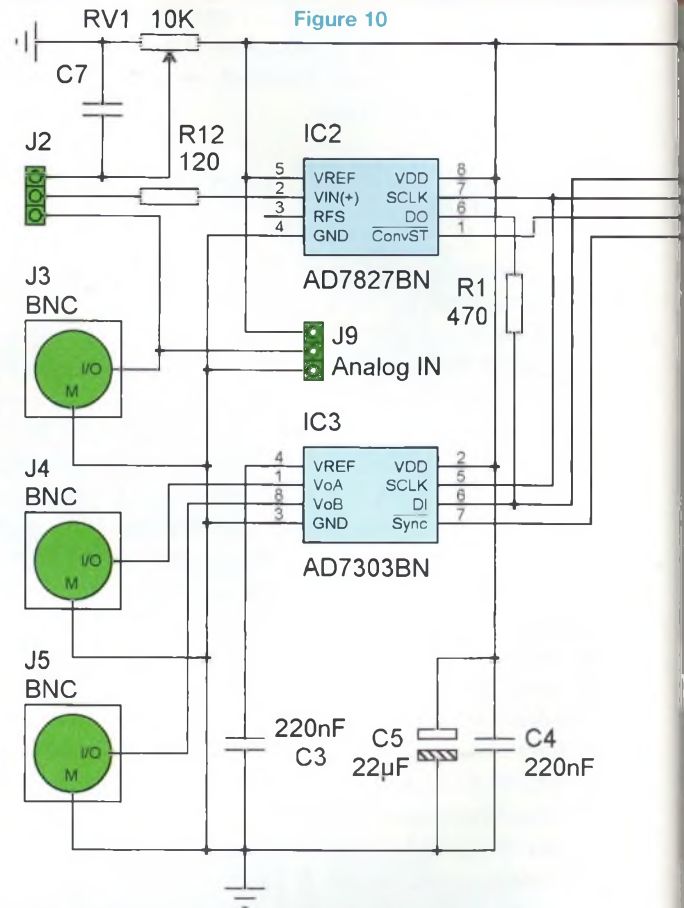 Figure 10
RV1 10K
C7
J2
R12
120
IC2
5 VREF VDD 8
2 VIN(+) SCLK 7
3 RFS DO 6
4 GND ConvST 1
AD7827BN
R1
470
J3
BNC
I/O
M
J9
Analog IN
IC3
4 VREF VDD 2
1 VoA SCLK 5
8 VoB DI 6
3 GND Sync 7
AD7303BN
J4
BNC
I/O
M
J5
BNC
I/O
M
220nF
C3
C5
22µF
C4
220nF